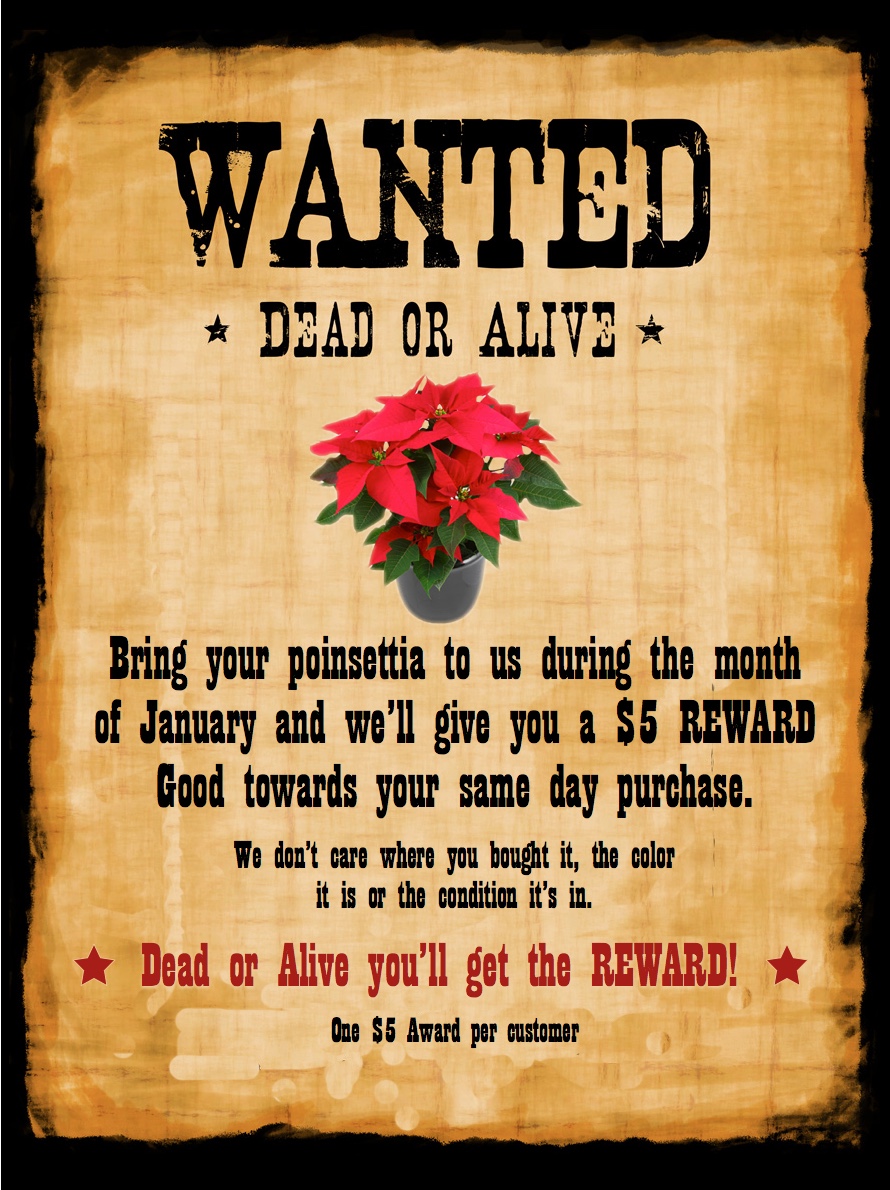 WANTED
DEAD OR ALIVE
Bring your poinsettia to us during the month
of January and we'll give you a $5 REWARD
Good towards your same day purchase.
We don't care where you bought it, the color
it is or the condition it's in.
Dead or Alive you'll get the REWARD!
One $5 Award per customer